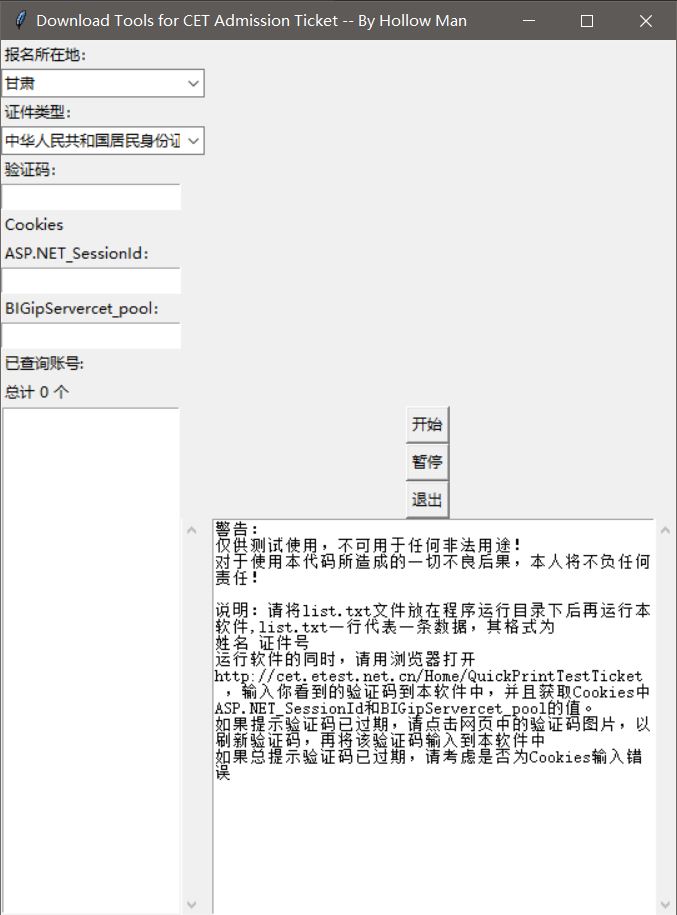 Download Tools for CET Admission Ticket -- By Hollow Man
报名所在地：
甘肃
证件类型：
中华人民共和国居民身份证
验证码：
Cookies
ASP.NET_SessionId：
BIGipServercet_pool：
已查询账号：
总计 0 个
开始
暂停
退出
警告：
仅供测试使用，不可用于任何非法用途！
对于使用本代码所造成的一切不良后果，本人将不负任何
责任！
说明：请将list.txt文件放在程序运行目录下后再运行本
软件,list.txt一行代表一条数据，其格式为
姓名 证件号
运行软件的同时，请用浏览器打开
http://cet.etest.net.cn/Home/QuickPrintTestTicket
，输入你看到的验证码到本软件中，并且获取Cookies中
ASP.NET_SessionId和BIGipServercet_pool的值。
如果提示验证码已过期，请点击网页中的验证码图片，以
刷新验证码，再将该验证码输入到本软件中
如果总提示验证码已过期，请考虑是否为Cookies输入错
误